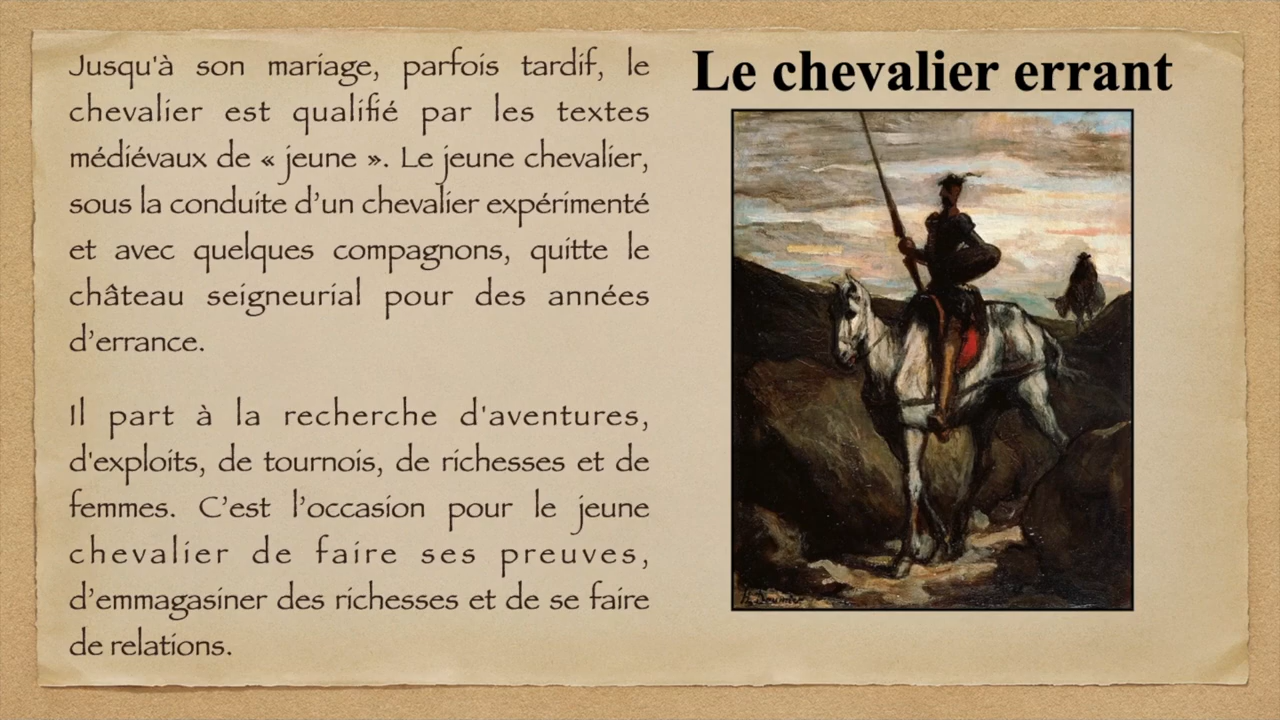 Le chevalier errant
Jusqu'à son mariage, parfois tardif, le
chevalier est qualifié par les textes
médiévaux de « jeune ». Le jeune chevalier,
sous la conduite d’un chevalier expérimenté
et avec quelques compagnons, quitte le
château seigneurial pour des années
d’errance.
Il part à la recherche d'aventures,
d'exploits, de tournois, de richesses et de
femmes. C’est l’occasion pour le jeune
chevalier de faire ses preuves,
d’emmagasiner des richesses et de se faire
de relations.
h. Daumier